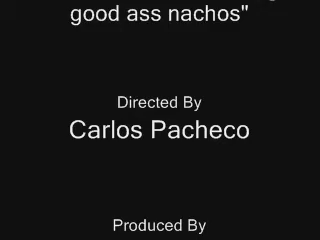 good ass nachos"
Directed By
Carlos Pacheco
Produced By